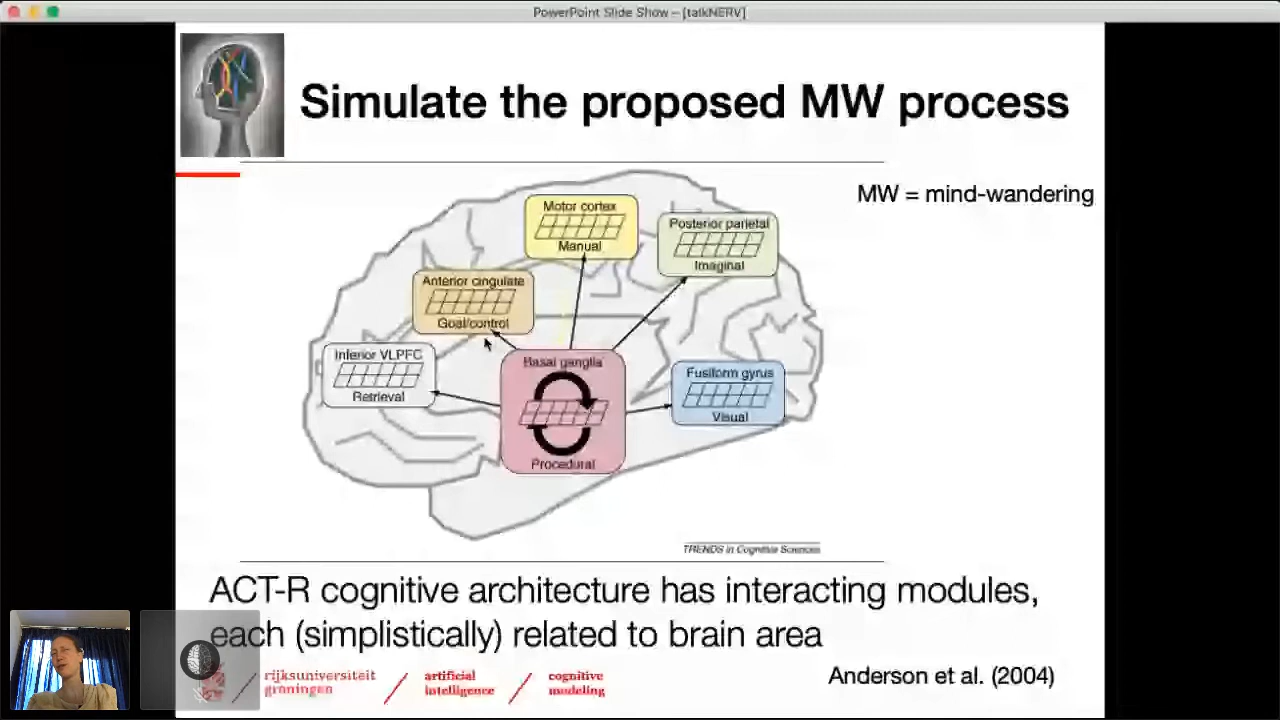 PowerPoint Slide Show – [talkNERV]
Simulate the proposed MW process
MW = mind-wandering
Motor cortex
Manual
Posterior parietal
Imaginal
Anterior cingulate
Goal/control
Inferior VLPFC
Retrieval
Basal ganglia
Procedural
Fusiform gyrus
Visual
TRENDS in Cognitive Sciences
ACT-R cognitive architecture has interacting modules,
each (simplistically) related to brain area
rijksuniversiteit
groningen
artificial
intelligence
cognitive
modeling
Anderson et al. (2004)